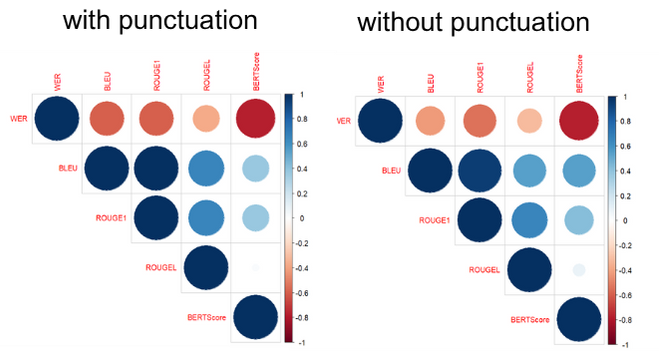 with punctuation
without punctuation
WER
BLEU
ROUGE1
ROUGEL
BERTScore
WER
BLEU
ROUGE1
ROUGEL
BERTScore
1
0.8
0.6
0.4
0.2
0
-0.2
-0.4
-0.6
-0.8
-1
WER
BLEU
ROUGE1
ROUGEL
BERTScore
VER
BLEU
ROUGE1
ROUGEL
BERTScore
1
0.8
0.6
0.4
0.2
0
-0.2
-0.4
-0.6
-0.8
-1